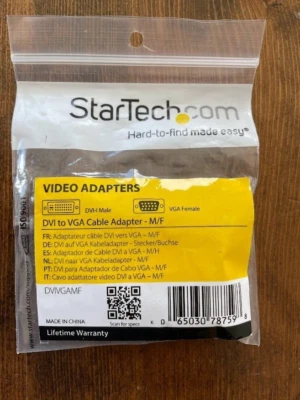 StarTech.com
Hard-to-find made easy®
VIDEO ADAPTERS
DVI-I Male
VGA Female
DVI to VGA Cable Adapter - M/F
FR: Adaptateur câble DVI vers VGA – M/F
DE: DVI auf VGA Kabeladapter - Stecker/Buchse
ES: Adaptador de Cable DVI a VGA - M/H
NL: DVI naar VGA Kabeladapter - M/F
PT: DVI para Adaptador de Cabo VGA - M/F
IT: Cavo adattatore video DVI a VGA – M/F
DVIVGAMF
MADE IN CHINA
Scan for specs
0 65030 78759 8
Lifetime Warranty